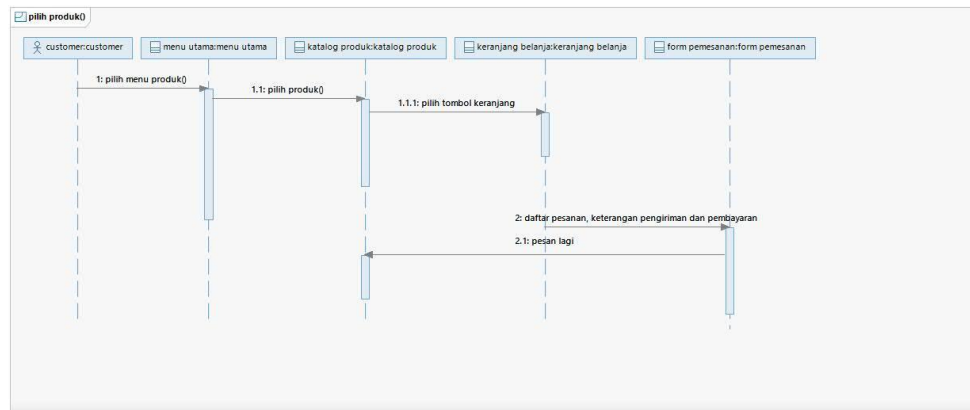 pilih produk()
customer:customer
menu utama:menu utama
katalog produk:katalog produk
keranjang belanja:keranjang belanja
form pemesanan:form pemesanan
1: pilih menu produk()
1.1: pilih produk()
1.1.1: pilih tombol keranjang
2: daftar pesanan, keterangan pengiriman dan pembayaran
2.1: pesan lagi